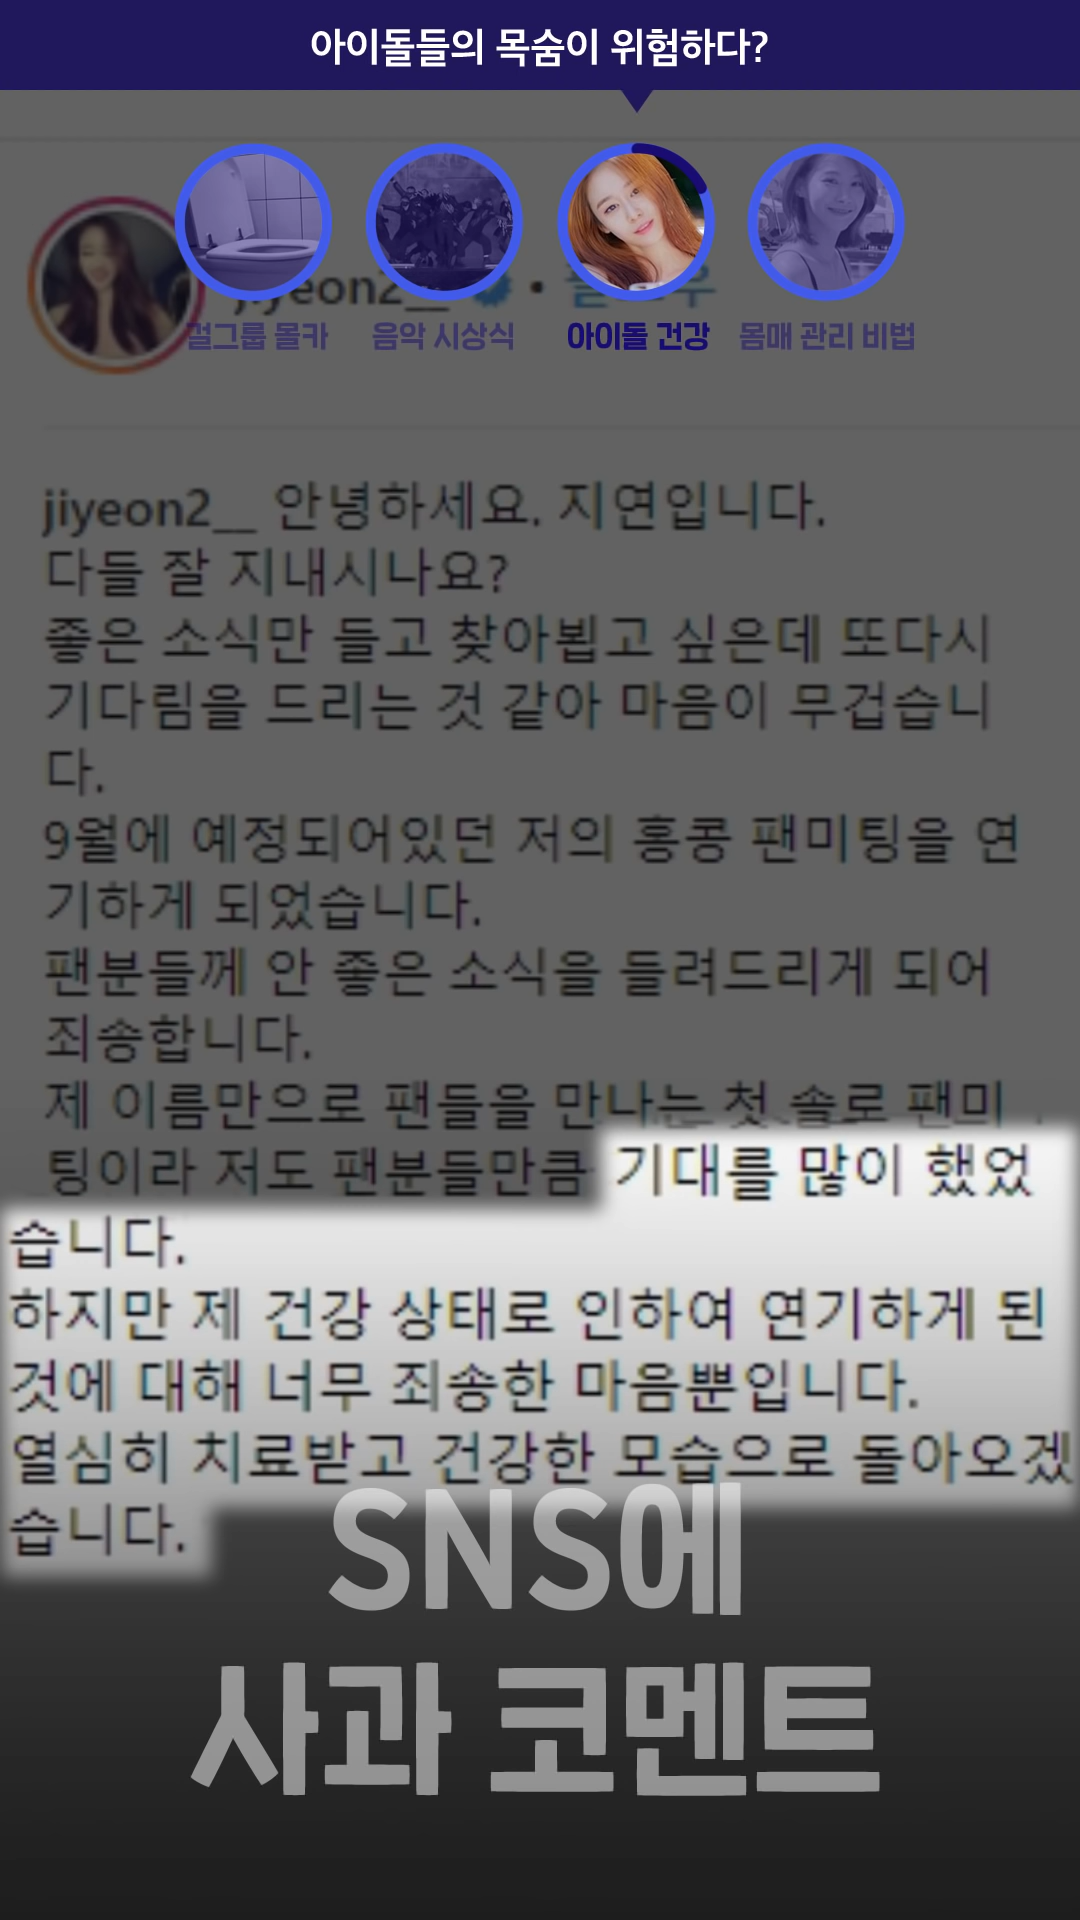 아이돌들의 목숨이 위험하다?
jiyeon2__ •
걸그룹 몰카
음악 시상식
아이돌 건강
몸매 관리 비법
jiyeon2__ 안녕하세요. 지연입니다.
다들 잘 지내시나요?
좋은 소식만 들고 찾아뵙고 싶은데 또다시
기다림을 드리는 것 같아 마음이 무겁습니
다.
9월에 예정되어있던 저의 홍콩 팬미팅을 연
기하게 되었습니다.
팬분들께 안 좋은 소식을 들려드리게 되어
죄송합니다.
제 이름만으로 팬들을 만나는 첫 솔로 팬미
팅이라 저도 팬분들만큼 기대를 많이 했었
습니다.
하지만 제 건강 상태로 인하여 연기하게 된
것에 대해 너무 죄송한 마음뿐입니다.
열심히 치료받고 건강한 모습으로 돌아오겠
습니다.
SNS에
사과 코멘트